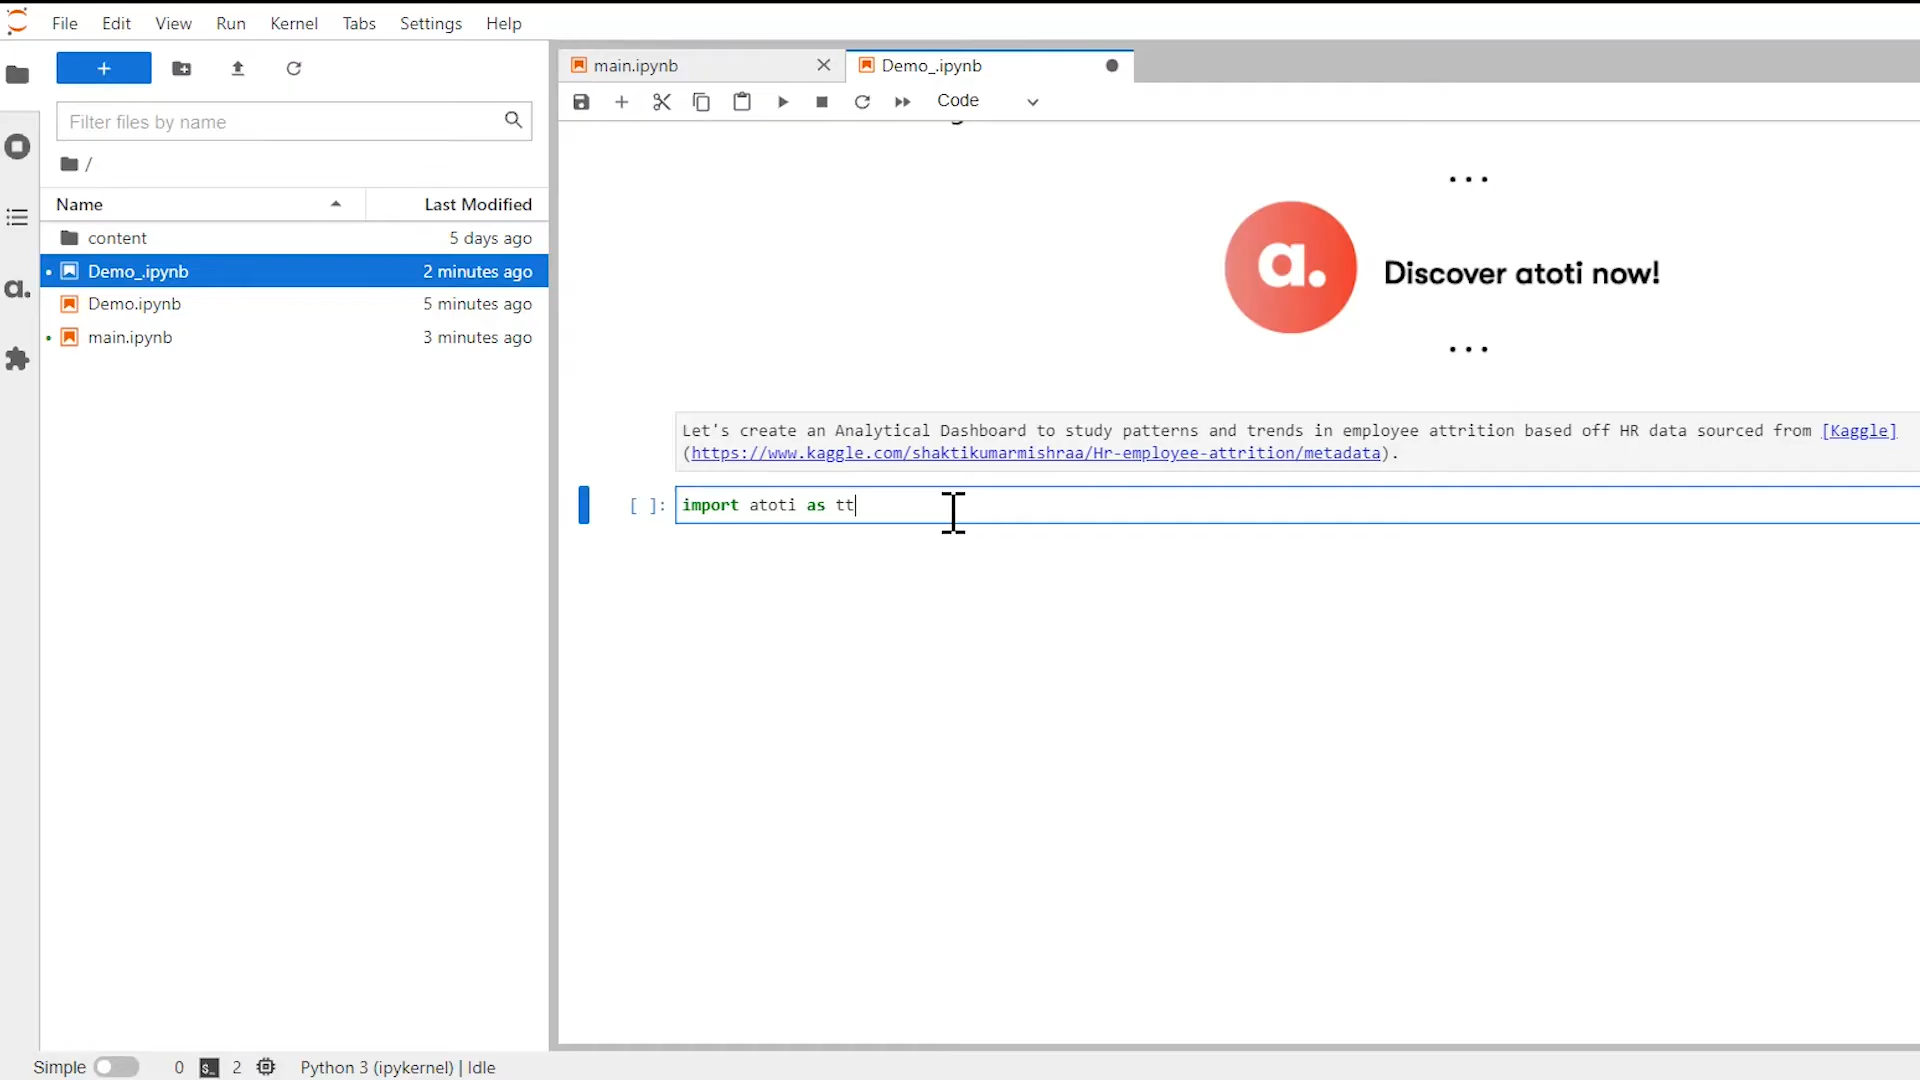 File Edit View Run Kernel Tabs Settings Help
+
Filter files by name
/
Name Last Modified
content 5 days ago
Demo_.ipynb 2 minutes ago
Demo.ipynb 5 minutes ago
main.ipynb 3 minutes ago
a.
main.ipynb Demo_.ipynb
Code
...
a. Discover atoti now!
...
Let's create an Analytical Dashboard to study patterns and trends in employee attrition based off HR data sourced from [Kaggle]
(https://www.kaggle.com/shaktikumarmishraa/Hr-employee-attrition/metadata).
[ ]: import atoti as tt
Simple 0 $_ 2 Python 3 (ipykernel) | Idle